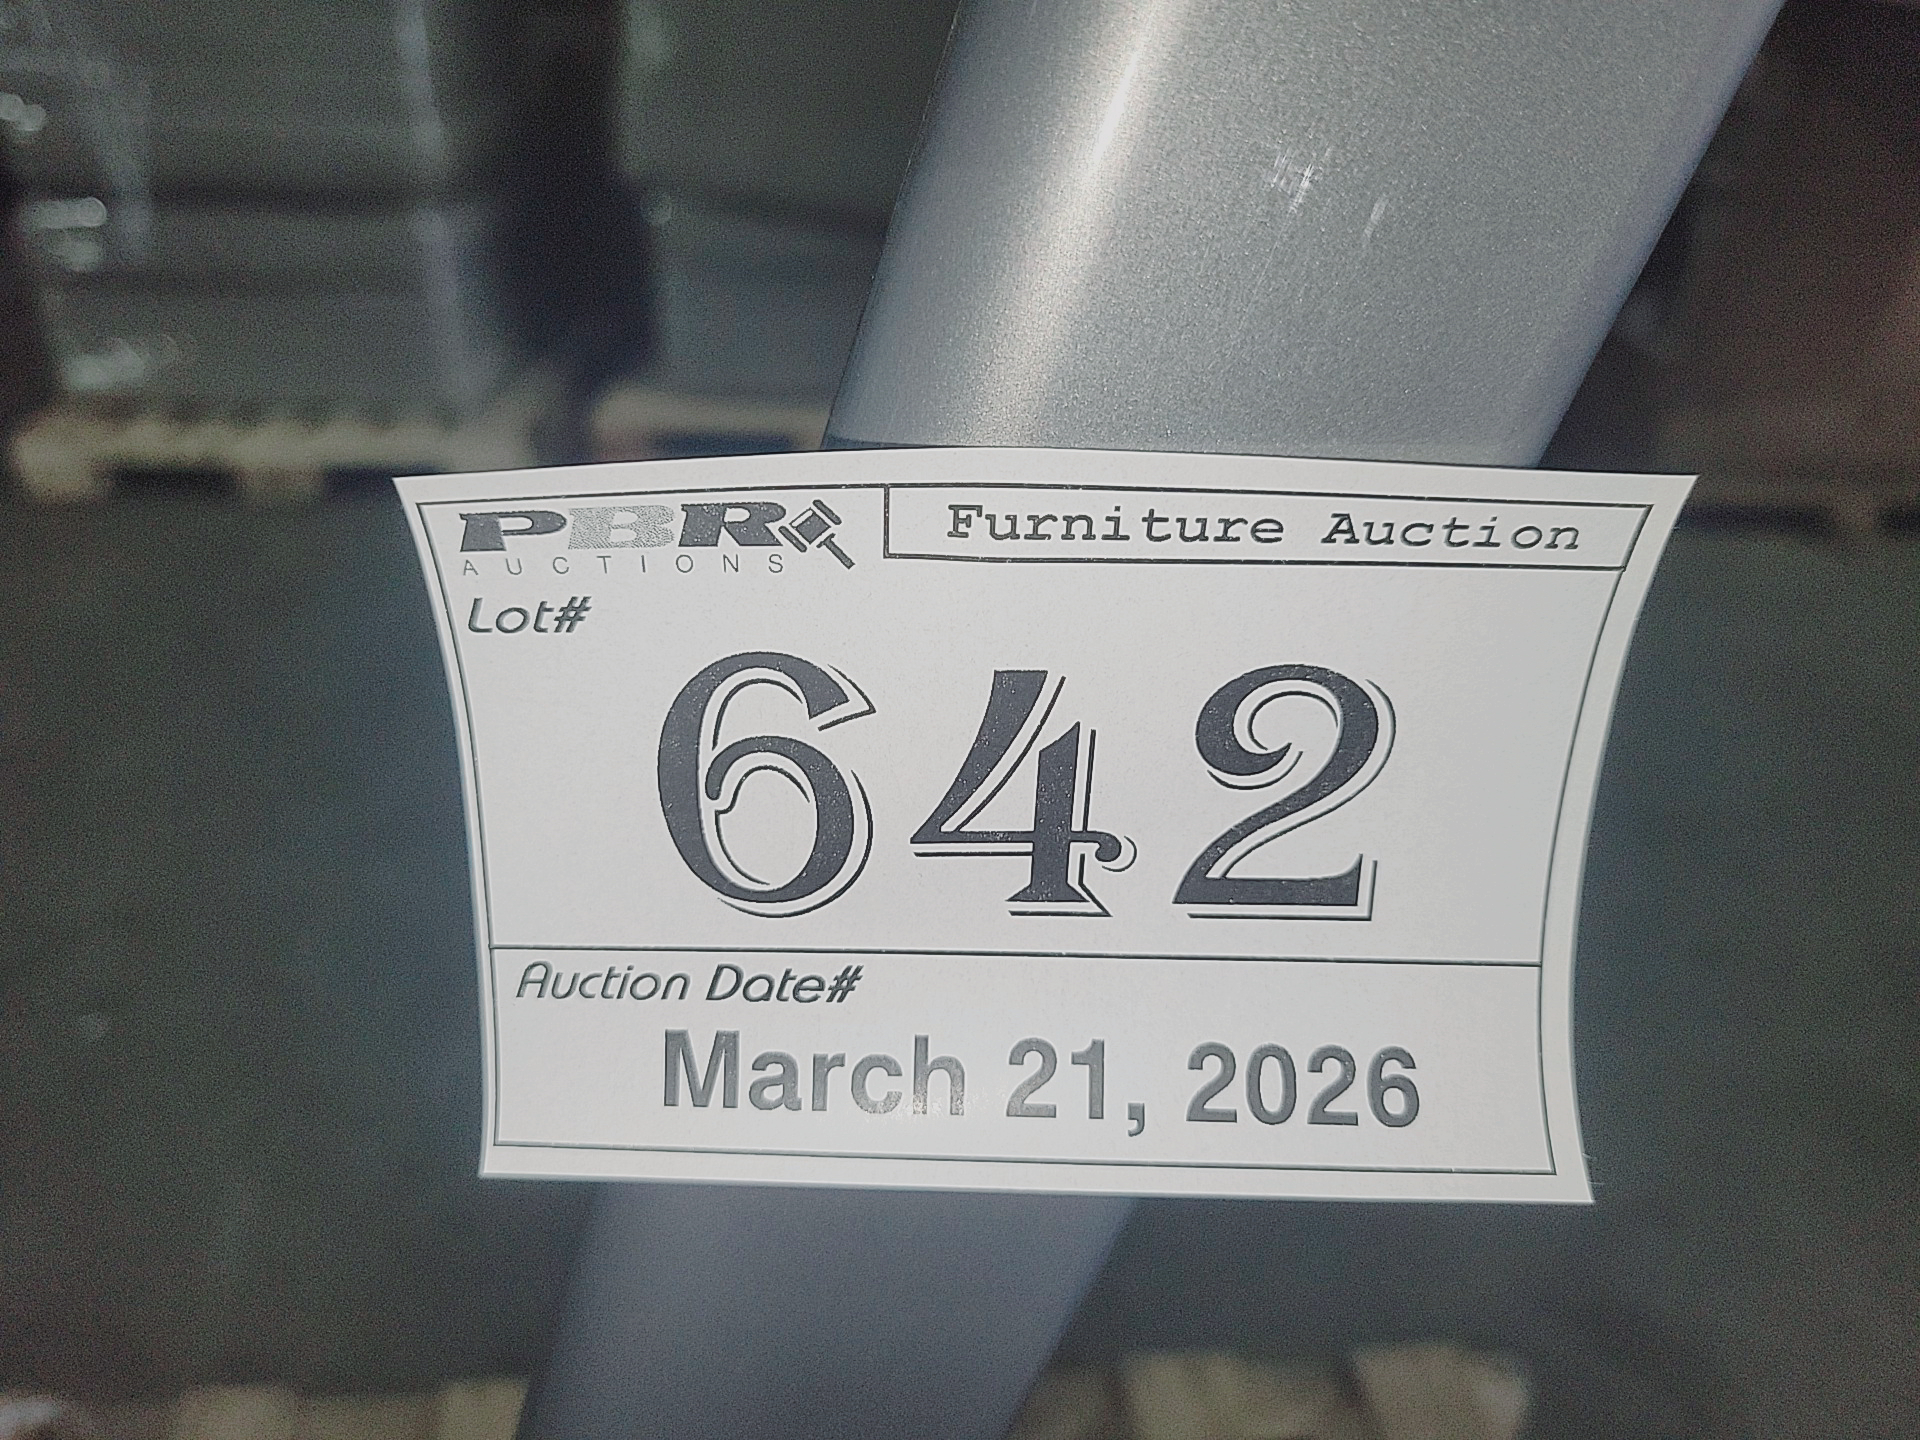 PBR
AUCTIONS
Furniture Auction
Lot#
642
Auction Date#
March 21, 2026